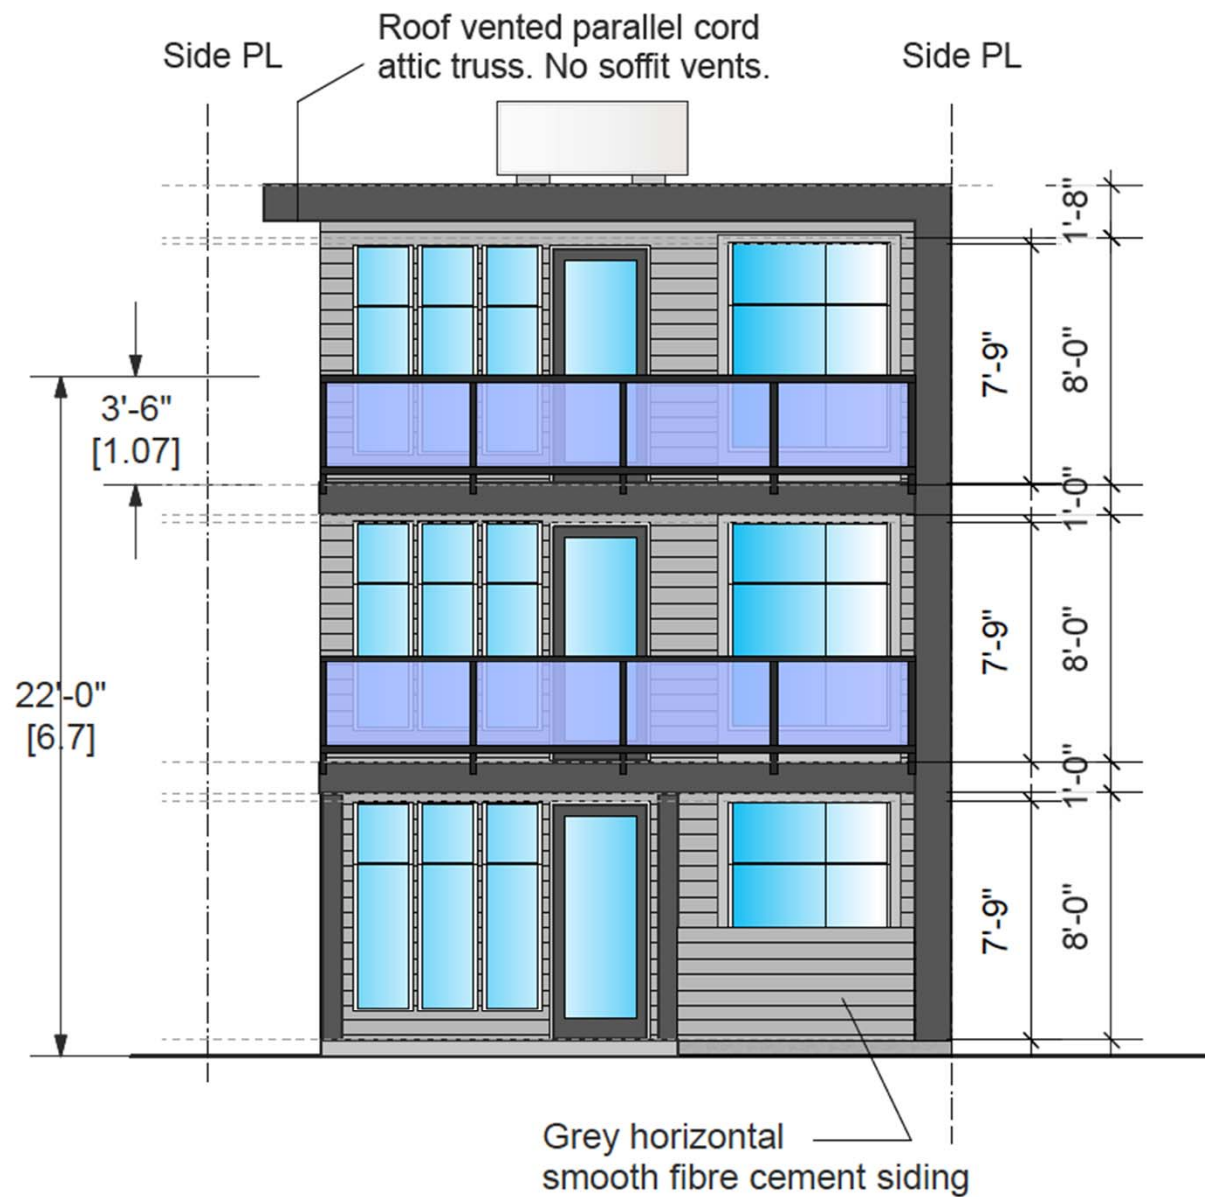 Roof vented parallel cord
attic truss. No soffit vents.
Side PL
Side PL
1'-8"
7'-9"
8'-0"
3'-6"
[1.07]
1'-0"
22'-0"
[6.7]
7'-9"
8'-0"
1'-0"
7'-9"
8'-0"
Grey horizontal
smooth fibre cement siding